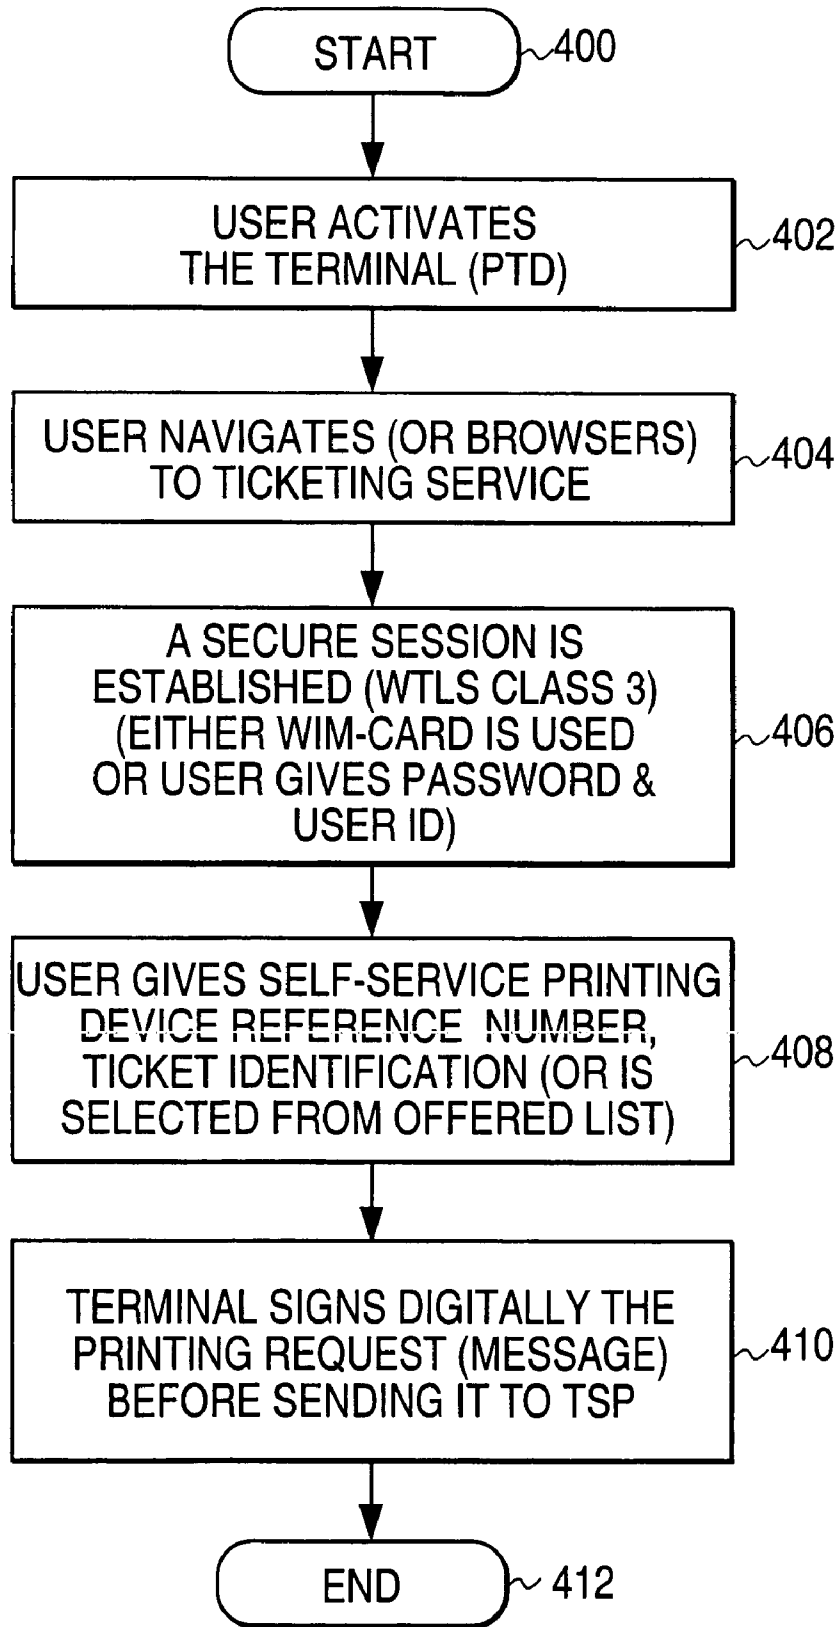 START
400
USER ACTIVATES
THE TERMINAL (PTD)
402
USER NAVIGATES (OR BROWSERS)
TO TICKETING SERVICE
404
A SECURE SESSION IS
ESTABLISHED (WTLS CLASS 3)
(EITHER WIM-CARD IS USED
OR USER GIVES PASSWORD &
USER ID)
406
USER GIVES SELF-SERVICE PRINTING
DEVICE REFERENCE NUMBER,
TICKET IDENTIFICATION (OR IS
SELECTED FROM OFFERED LIST)
408
TERMINAL SIGNS DIGITALLY THE
PRINTING REQUEST (MESSAGE)
BEFORE SENDING IT TO TSP
410
END
412